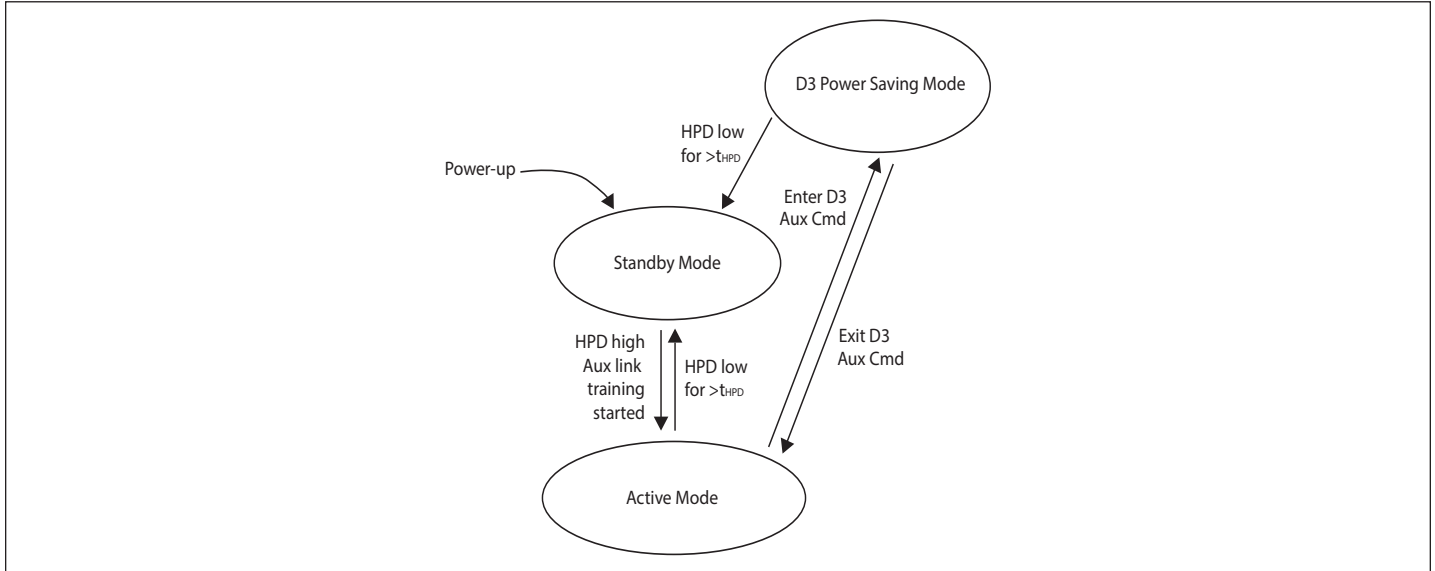 D3 Power Saving Mode
HPD low
for >tHPD
Power-up
Enter D3
Aux Cmd
Standby Mode
HPD high
Aux link
training
started
HPD low
for >tHPD
Exit D3
Aux Cmd
Active Mode